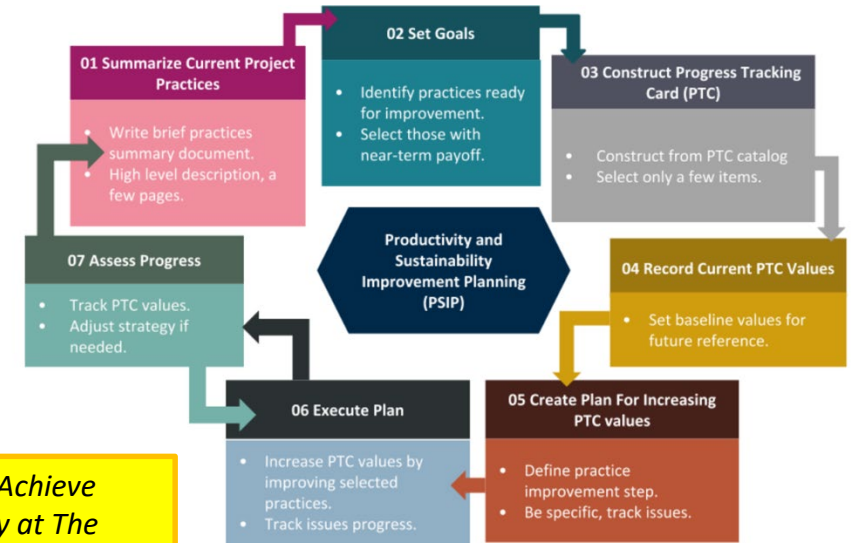 01 Summarize Current Project
Practices
• Write brief practices
summary document.
• High level description, a
few pages.
02 Set Goals
• Identify practices ready
for improvement.
• Select those with
near-term payoff.
03 Construct Progress Tracking
Card (PTC)
• Construct from PTC catalog
• Select only a few items.
04 Record Current PTC Values
• Set baseline values for
future reference.
05 Create Plan For Increasing
PTC values
• Define practice
improvement step.
• Be specific, track issues.
06 Execute Plan
• Increase PTC values by
improving selected
practices.
• Track issues progress.
07 Assess Progress
• Track PTC values.
• Adjust strategy if
needed.
Productivity and
Sustainability
Improvement Planning
(PSIP)
Achieve
y at The